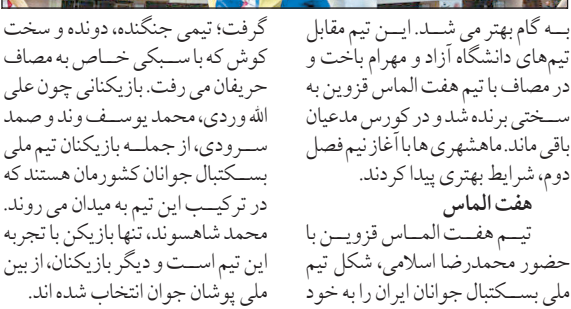 به گام بهتر می شد. این تیم مقابل
تیم‌های دانشگاه آزاد و مهرام باخت و
در مصاف با تیم هفت الماس قزوین به
سختی برنده شد و در کورس مدعیان
باقی ماند. ماهشهری ها با آغاز نیم فصل
دوم، شرایط بهتری پیدا کردند.
هفت الماس
تیم هفت الماس قزوین با
حضور محمدرضا اسلامی، شکل تیم
ملی بسکتبال جوانان ایران را به خود
گرفت؛ تیمی جنگنده، دونده و سخت
کوش که با سبکی خاص به مصاف
حریفان می رفت. بازیکنانی چون علی
الله وردی، محمد یوسف وند و صمد
سرودی، از جمله بازیکنان تیم ملی
بسکتبال جوانان کشورمان هستند که
در ترکیب این تیم به میدان می روند.
محمد شاهسوند، تنها بازیکن با تجربه
این تیم است و دیگر بازیکنان، از بین
ملی پوشان جوان انتخاب شده اند.